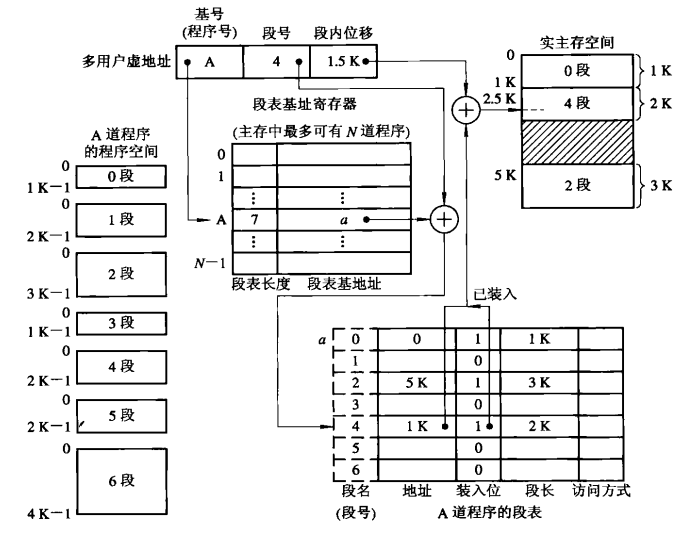 基号
(程序号) 段号 段内位移
多用户虚地址 A 4 1.5 K
实主存空间
0
0 段 1 K
1 K
2.5 K 4 段 2 K
5 K 2 段 3 K
段表基址寄存器
(主存中最多可有 N 道程序)
0
1
⋮ ⋮
A 7 a
⋮ ⋮
N－1
段表长度 段表基地址
A 道程序
的程序空间
0
0 段
1 K－1
0
1 段
2 K－1
0
2 段
3 K－1
0
3 段
1 K－1
0
4 段
2 K－1
0
5 段
2 K－1
0
6 段
4 K－1
已装入
a 0 0 1 1 K
1 0
2 5 K 1 3 K
3 0
4 1 K 1 2 K
5 0
6 0
段名 地址 装入位 段长 访问方式
(段号) A 道程序的段表